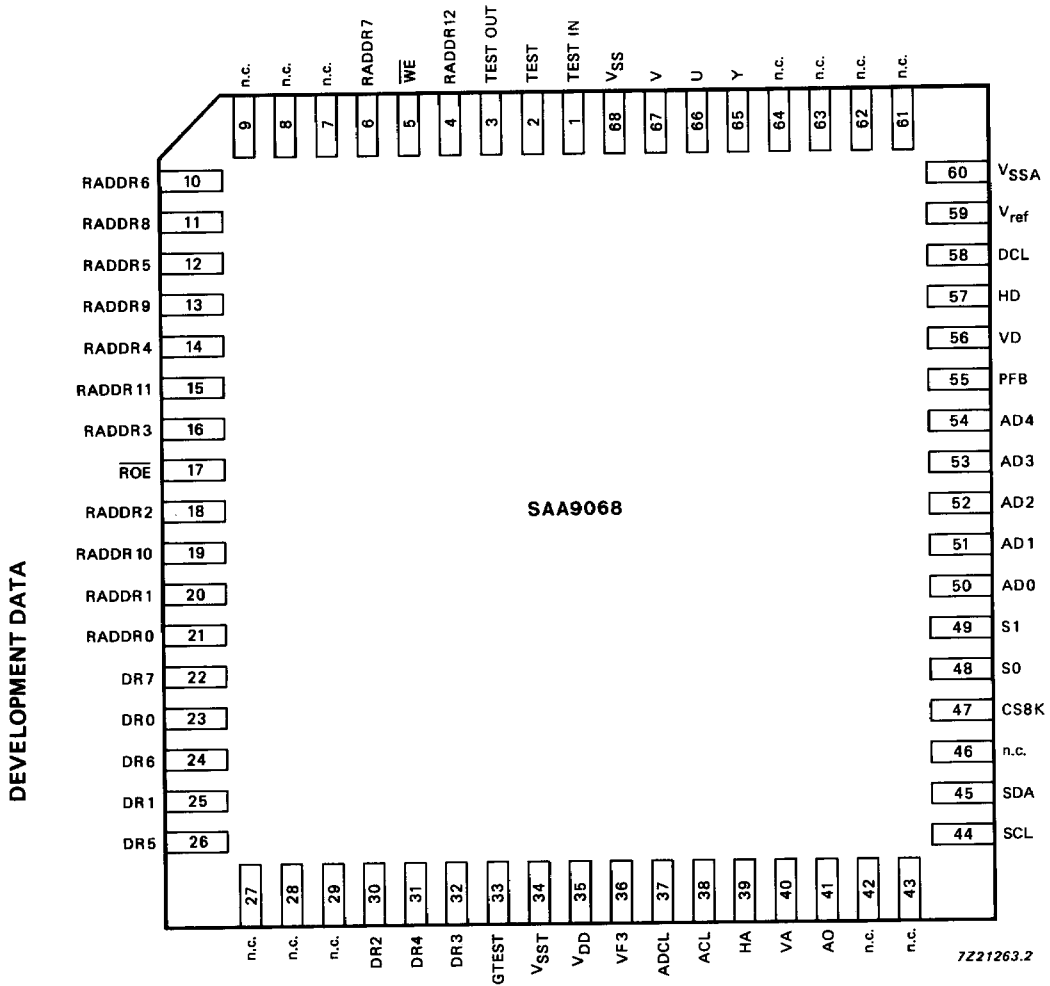 n.c.
n.c.
n.c.
RADDR7
WE
RADDR12
TEST OUT
TEST
TEST IN
VSS
V
U
Y
n.c.
n.c.
n.c.
n.c.
9
8
7
6
5
4
3
2
1
68
67
66
65
64
63
62
61
RADDR6 10
RADDR8 11
RADDR5 12
RADDR9 13
RADDR4 14
RADDR11 15
RADDR3 16
ROE 17
RADDR2 18
RADDR10 19
RADDR1 20
RADDR0 21
DR7 22
DR0 23
DR6 24
DR1 25
DR5 26
SAA9068
60 VSSA
59 Vref
58 DCL
57 HD
56 VD
55 PFB
54 AD4
53 AD3
52 AD2
51 AD1
50 AD0
49 S1
48 S0
47 CS8K
46 n.c.
45 SDA
44 SCL
27
28
29
30
31
32
33
34
35
36
37
38
39
40
41
42
43
n.c.
n.c.
n.c.
DR2
DR4
DR3
GTEST
VSST
VDD
VF3
ADCL
ACL
HA
VA
AO
n.c.
n.c.
DEVELOPMENT DATA
7Z21263.2